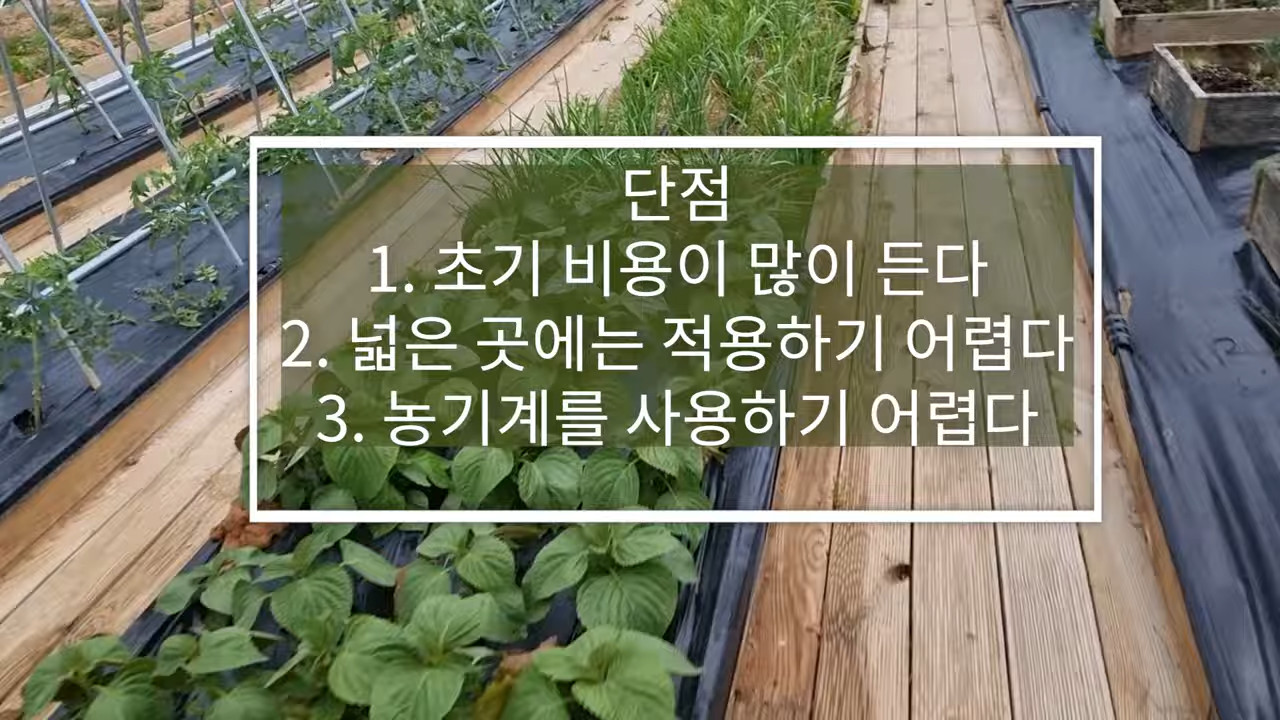 단점
1. 초기 비용이 많이 든다
2. 넓은 곳에는 적용하기 어렵다
3. 농기계를 사용하기 어렵다